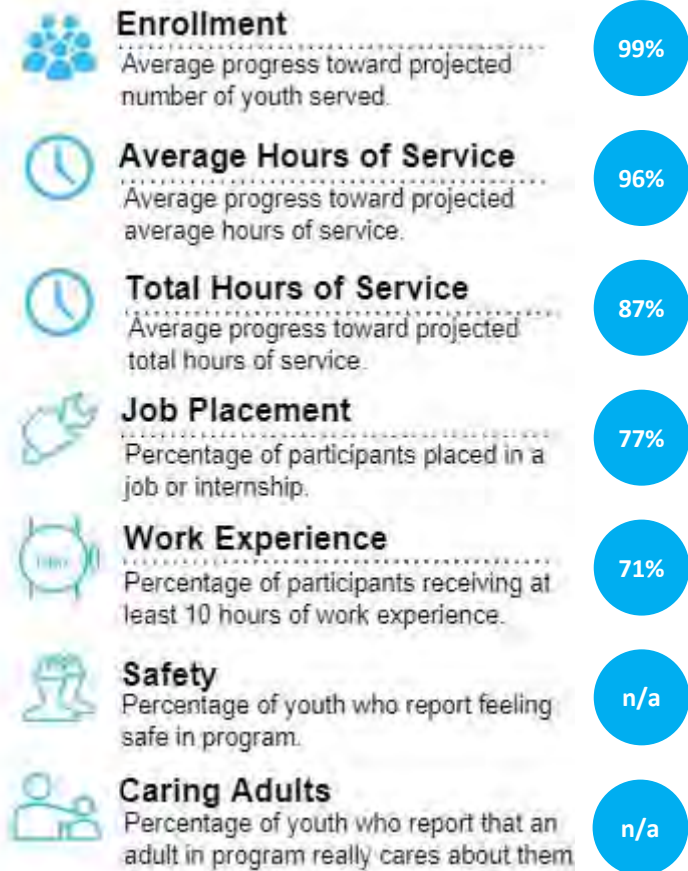 Enrollment
Average progress toward projected
number of youth served.
99%
Average Hours of Service
Average progress toward projected
average hours of service.
96%
Total Hours of Service
Average progress toward projected
total hours of service.
87%
Job Placement
Percentage of participants placed in a
job or internship.
77%
Work Experience
Percentage of participants receiving at
least 10 hours of work experience.
71%
Safety
Percentage of youth who report feeling
safe in program.
n/a
Caring Adults
Percentage of youth who report that an
adult in program really cares about them
n/a